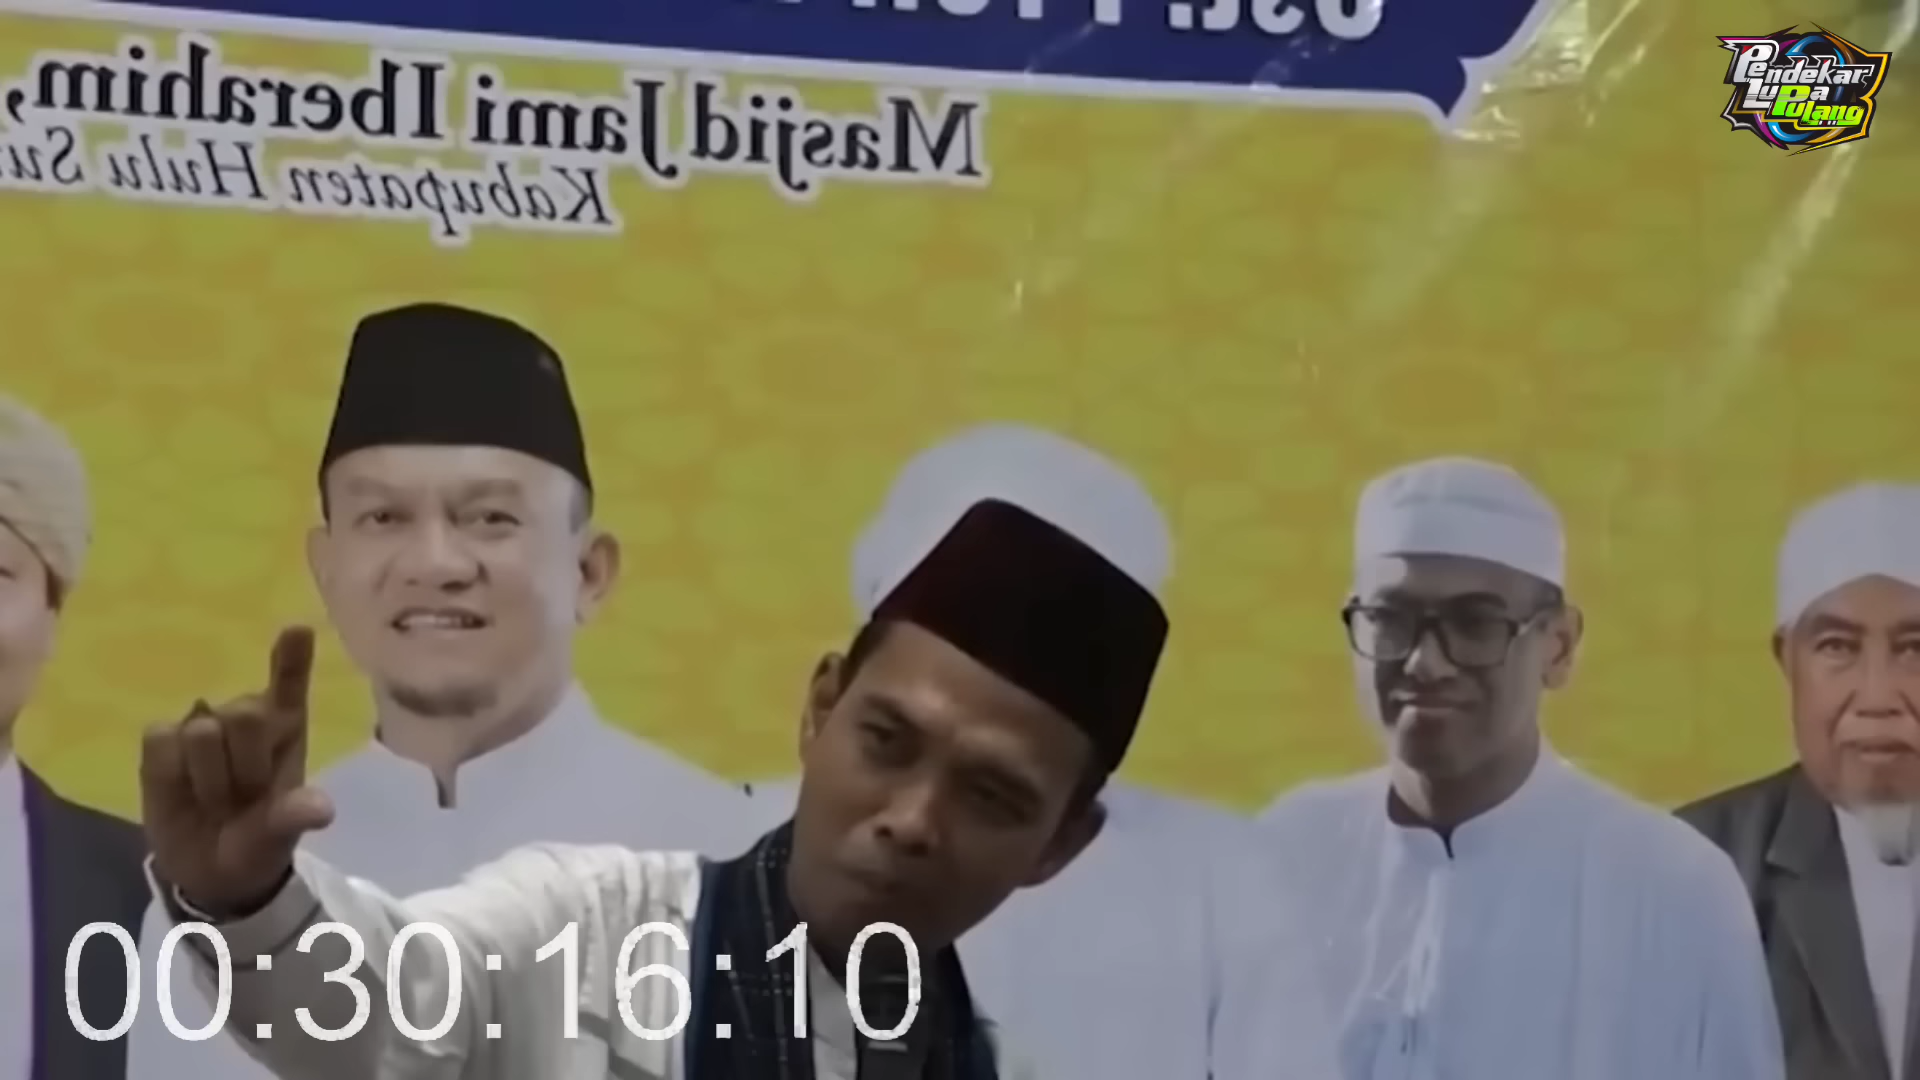 Masjid Jami Iberahim,
Kabupaten Hulu
Pendekar
LuPa
Pulang
00:30:16:10